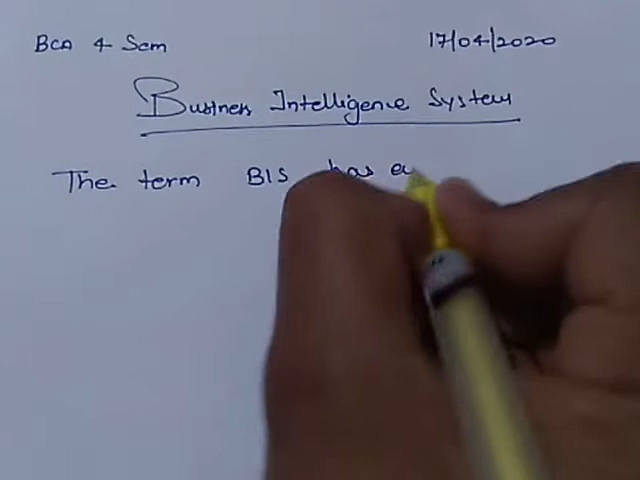 BCA 4 Sem 17/04/2020
Business Intelligence System
The term BIS has